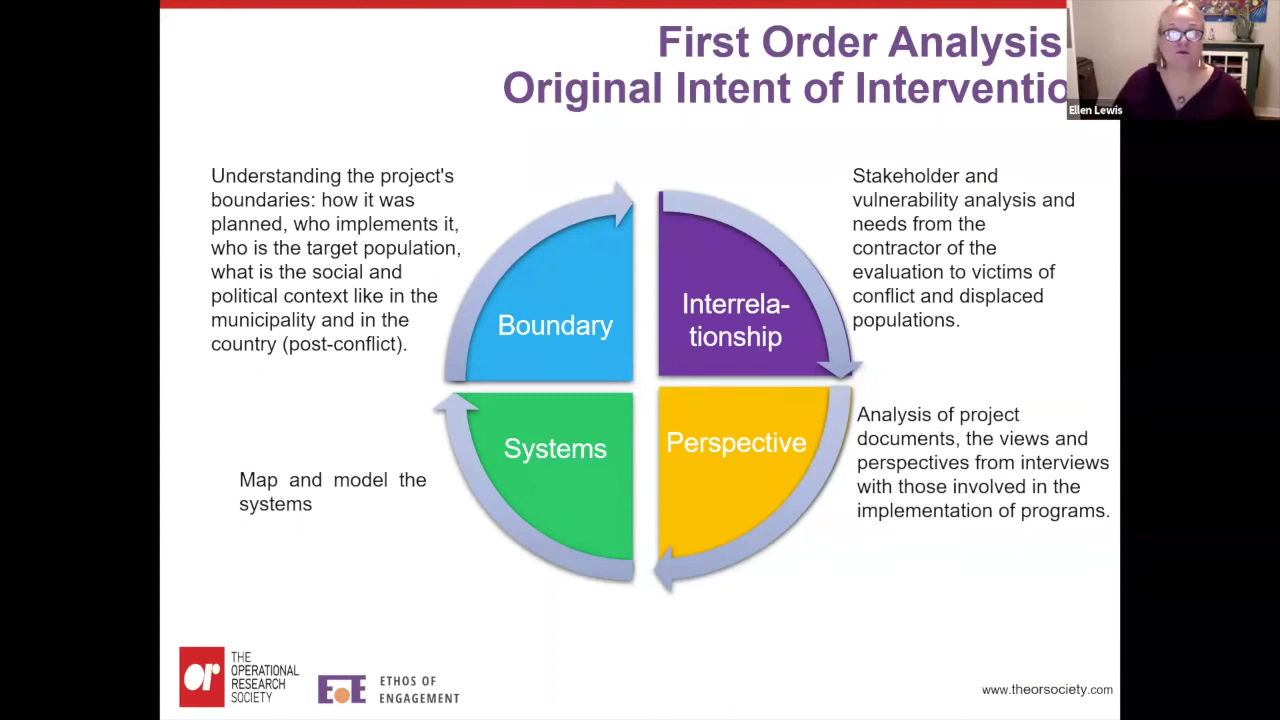 First Order Analysis
Original Intent of Interventio
Ellen Lewis
Understanding the project's
boundaries: how it was
planned, who implements it,
who is the target population,
what is the social and
political context like in the
municipality and in the
country (post-conflict).
Boundary
Interrela-
tionship
Stakeholder and
vulnerability analysis and
needs from the
contractor of the
evaluation to victims of
conflict and displaced
populations.
Systems
Perspective
Map and model the
systems
Analysis of project
documents, the views and
perspectives from interviews
with those involved in the
implementation of programs.
or
THE
OPERATIONAL
RESEARCH
SOCIETY
EoE
ETHOS OF
ENGAGEMENT
www.theorsociety.com